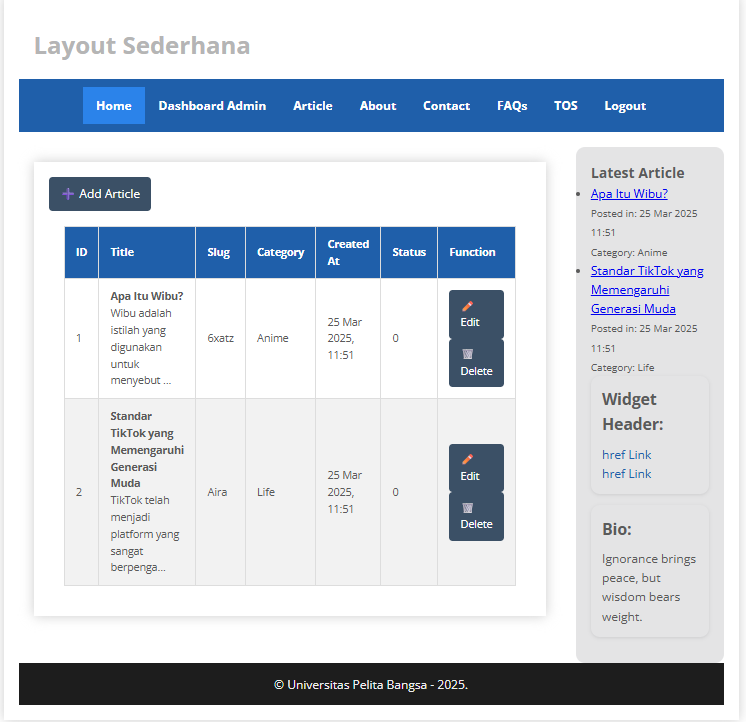 Layout Sederhana
Home Dashboard Admin Article About Contact FAQs TOS Logout
➕ Add Article
ID Title Slug Category Created At Status Function
1
Apa Itu Wibu?
Wibu adalah
istilah yang
digunakan
untuk
menyebut ...
6xatz
Anime
25 Mar
2025,
11:51
0
Edit
Delete
2
Standar
TikTok yang
Memengaruhi
Generasi
Muda
TikTok telah
menjadi
platform yang
sangat
berpenga...
Aira
Life
25 Mar
2025,
11:51
0
Edit
Delete
Latest Article
Apa Itu Wibu?
Posted in: 25 Mar 2025
11:51
Category: Anime
Standar TikTok yang
Memengaruhi
Generasi Muda
Posted in: 25 Mar 2025
11:51
Category: Life
Widget
Header:
href Link
href Link
Bio:
Ignorance brings
peace, but
wisdom bears
weight.
© Universitas Pelita Bangsa - 2025.